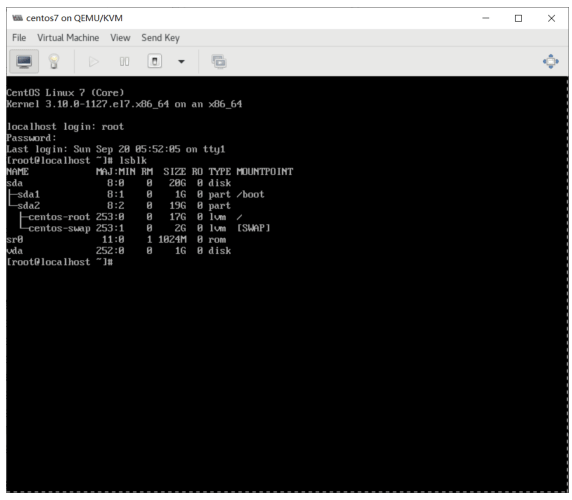 centos7 on QEMU/KVM
File Virtual Machine View Send Key
CentOS Linux 7 (Core)
Kernel 3.10.0-1127.el7.x86_64 on an x86_64
localhost login: root
Password:
Last login: Sun Sep 20 05:52:05 on tty1
[root@localhost ~]# lsblk
NAME MAJ:MIN RM SIZE RO TYPE MOUNTPOINT
sda 8:0 0 20G 0 disk
├─sda1 8:1 0 1G 0 part /boot
└─sda2 8:2 0 19G 0 part
├─centos-root 253:0 0 17G 0 lvm /
└─centos-swap 253:1 0 2G 0 lvm [SWAP]
sr0 11:0 1 1024M 0 rom
vda 252:0 0 1G 0 disk
[root@localhost ~]#